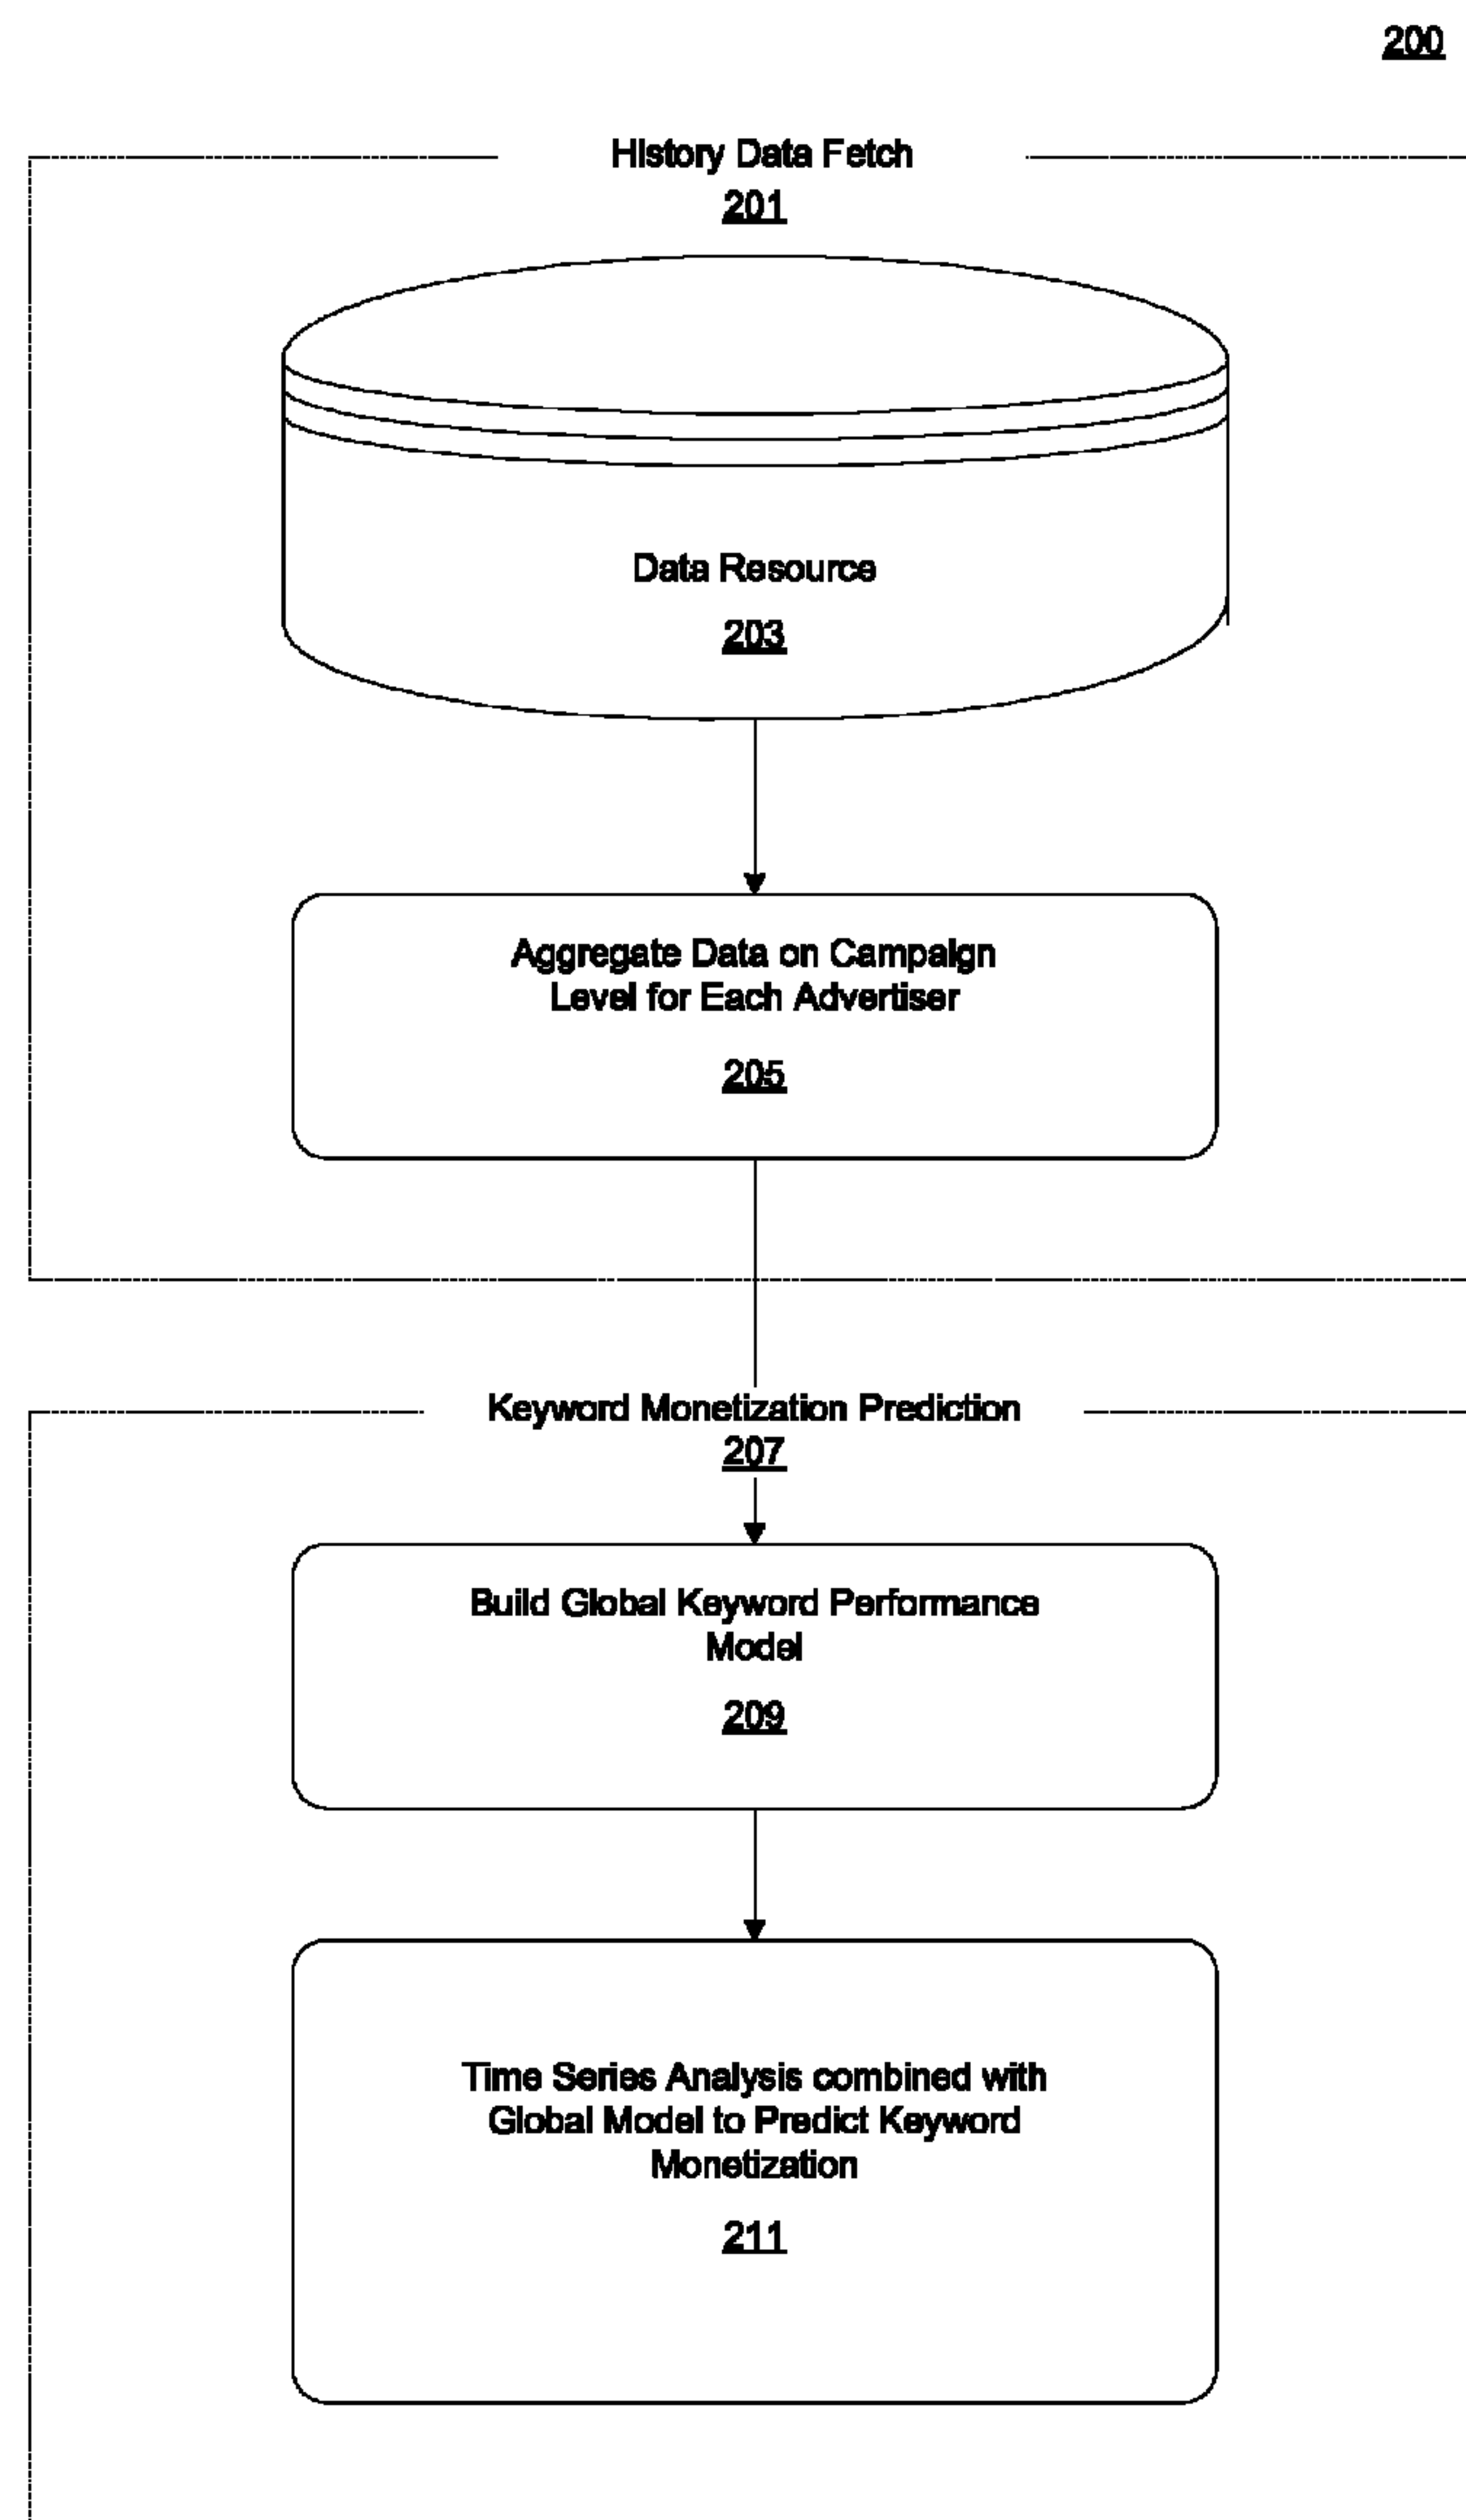 200
History Data Fetch
201
Data Resource
203
Aggregate Data on Campaign
Level for Each Advertiser
205
Keyword Monetization Prediction
207
Build Global Keyword Performance
Model
209
Time Series Analysis combined with
Global Model to Predict Keyword
Monetization
211